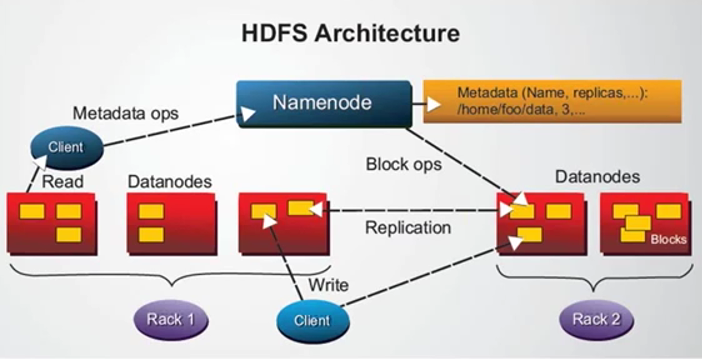 HDFS Architecture
Namenode
Metadata (Name, replicas,...):
/home/foo/data, 3,...
Metadata ops
Client
Block ops
Read
Datanodes
Datanodes
Replication
Blocks
Write
Rack 1
Client
Rack 2